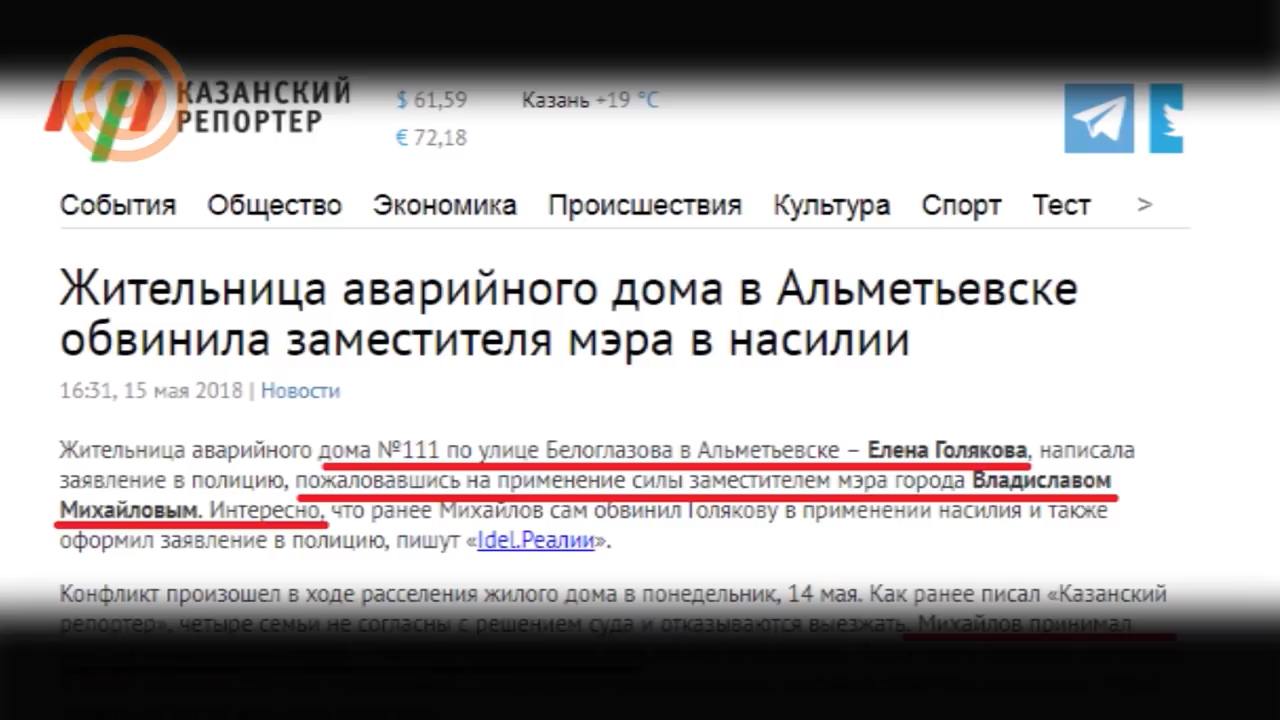 КАЗАНСКИЙ
РЕПОРТЕР
$ 61,59
€ 72,18
Казань +19 °C
События Общество Экономика Происшествия Культура Спорт Тест >
Жительница аварийного дома в Альметьевске
обвинила заместителя мэра в насилии
16:31, 15 мая 2018 | Новости
Жительница аварийного дома №111 по улице Белоглазова в Альметьевске – Елена Голякова, написала
заявление в полицию, пожаловавшись на применение силы заместителем мэра города Владиславом
Михайловым. Интересно, что ранее Михайлов сам обвинил Голякову в применении насилия и также
оформил заявление в полицию, пишут «Idel.Реалии».
Конфликт произошел в ходе расселения жилого дома в понедельник, 14 мая. Как ранее писал «Казанский
репортер», четыре семьи не согласны с решением суда и отказываются выезжать. Михайлов принимал